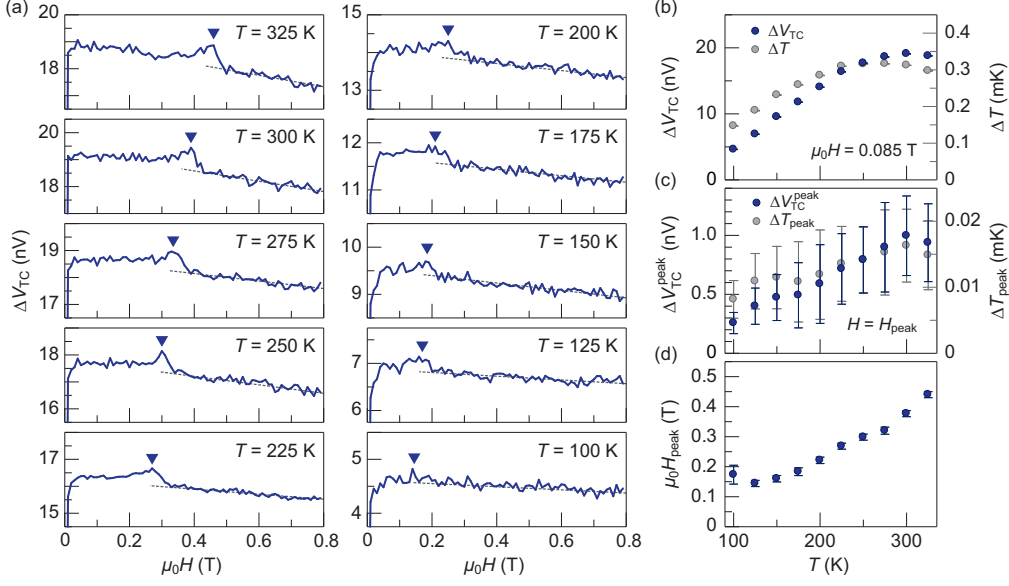 (a)
ΔV_TC (nV)
T = 325 K
20
18
T = 300 K
20
19
18
T = 275 K
19
18
17
T = 250 K
18
17
16
T = 225 K
16
15
0
0.2
0.4
0.6
0.8
μ₀H (T)
T = 200 K
15
14
13
T = 175 K
12
11
T = 150 K
10
9
T = 125 K
7
6
T = 100 K
5
4
0
0.2
0.4
0.6
0.8
μ₀H (T)
(b)
ΔV_TC
ΔT
μ₀H = 0.085 T
ΔV_TC (nV)
20
10
0
ΔT (mK)
0.4
0.3
0.2
0.1
0
(c)
ΔV_TC^peak
ΔT_peak
H = H_peak
ΔV_TC^peak (nV)
1.0
0.5
0
ΔT_peak (mK)
0.02
0.01
0
(d)
μ₀H_peak (T)
0.5
0.4
0.3
0.2
0.1
0
100
150
200
250
300
T (K)